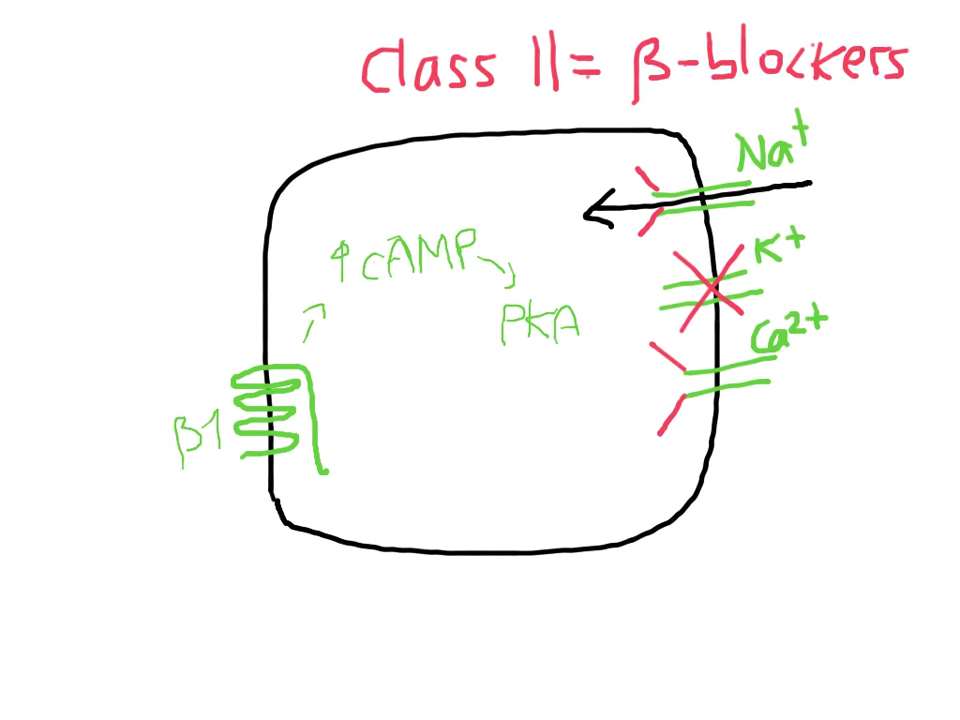 Class II = β-blockers
Na+
K+
↑cAMP
PKA
Ca2+
β1